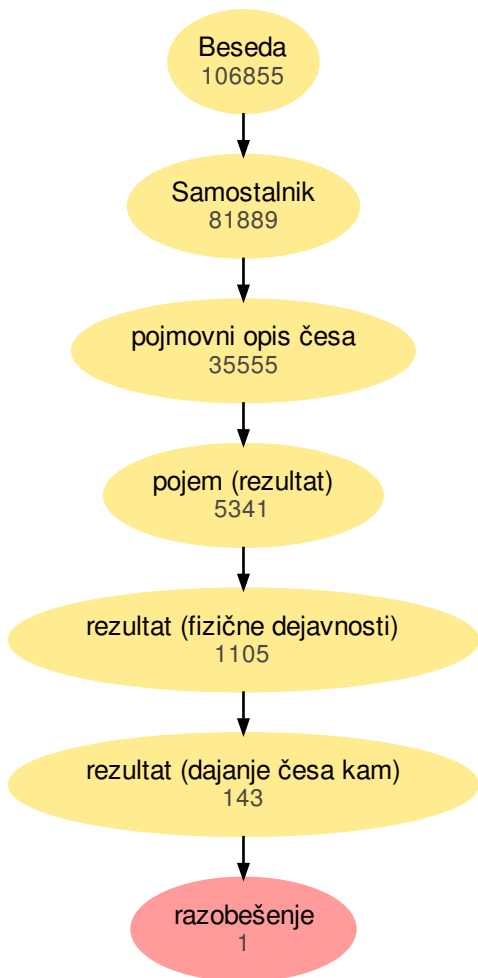 Beseda
106855
Samostalnik
81889
pojmovni opis česa
35555
pojem (rezultat)
5341
rezultat (fizične dejavnosti)
1105
rezultat (dajanje česa kam)
143
razobešenje
1